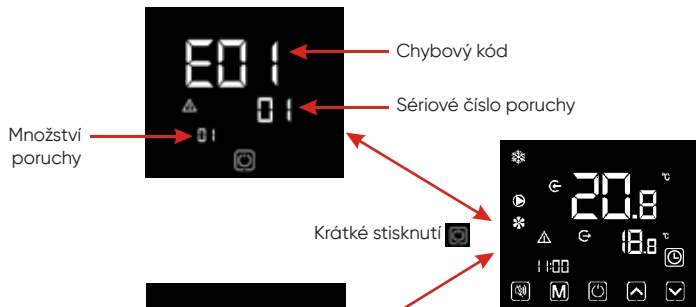 E01
Chybový kód
01
Sériové číslo poruchy
Množství
poruchy
01
Krátké stisknutí
20.8 °C
18.8 °C
11:00
M